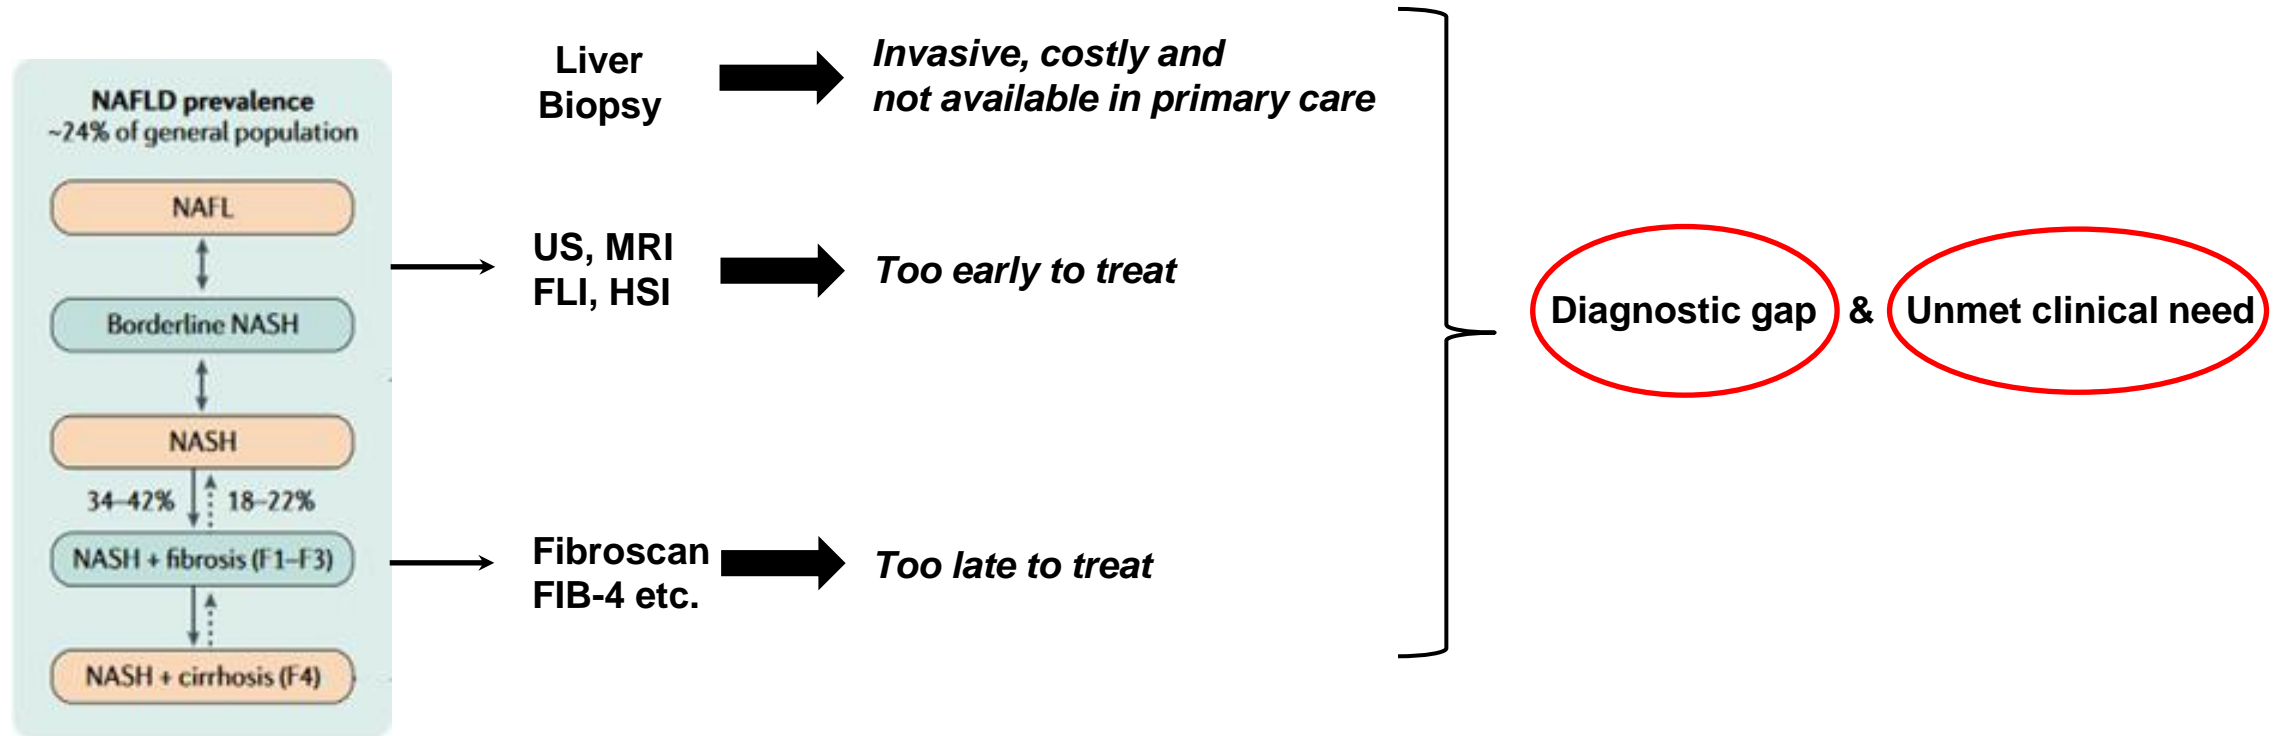 NAFLD prevalence
~24% of general population
NAFL
Borderline NASH
NASH
34–42%
18–22%
NASH + fibrosis (F1–F3)
NASH + cirrhosis (F4)
Liver
Biopsy
Invasive, costly and
not available in primary care
US, MRI
FLI, HSI
Too early to treat
Fibroscan
FIB-4 etc.
Too late to treat
Diagnostic gap & Unmet clinical need